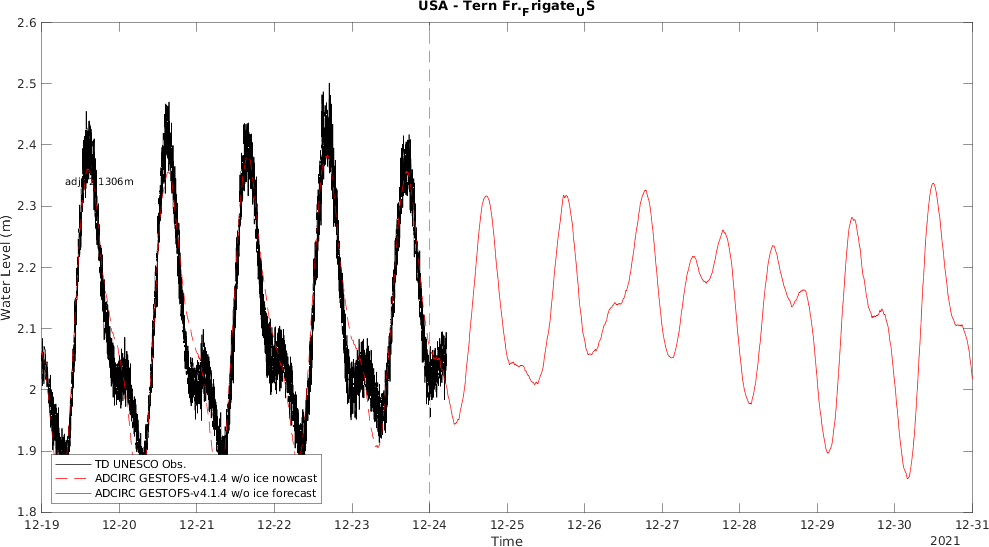 USA - Tern Fr.FrigateUS
2.6
2.5
2.4
2.3
2.2
2.1
2
1.9
1.8
Water Level (m)
1306m
TD UNESCO Obs.
ADCIRC GESTOFS-v4.1.4 w/o ice nowcast
ADCIRC GESTOFS-v4.1.4 w/o ice forecast
12-19 12-20 12-21 12-22 12-23 12-24 12-25 12-26 12-27 12-28 12-29 12-30 12-31
Time
2021